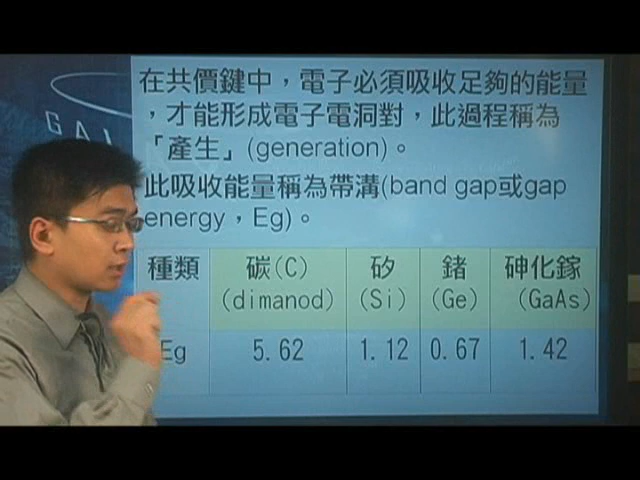 在共價鍵中，電子必須吸收足夠的能量
，才能形成電子電洞對，此過程稱為
「產生」(generation)。
此吸收能量稱為帶溝(band gap或gap
energy，Eg)。
種類 碳(C) 矽 鍺 砷化鎵
(dimanod) (Si) (Ge) (GaAs)
Eg 5.62 1.12 0.67 1.42